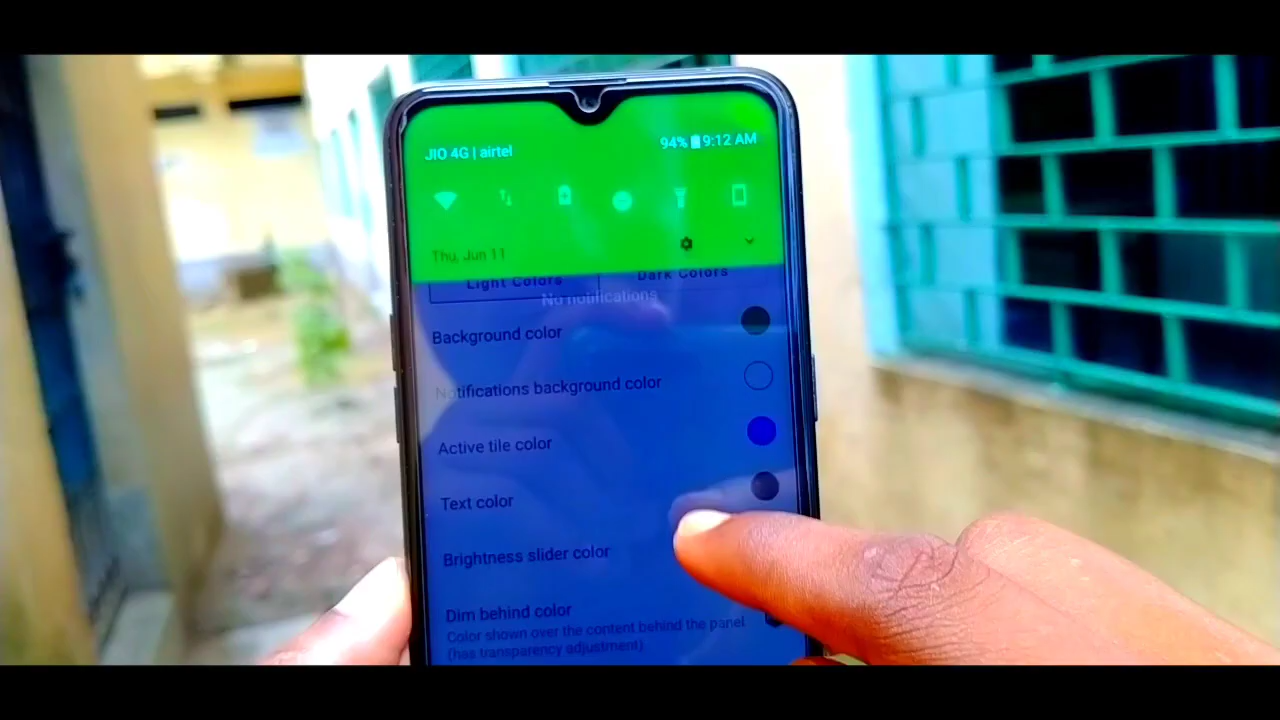 JIO 4G | airtel
94% 9:12 AM
Thu, Jun 11
Light Colors
Dark Colors
No notifications
Background color
Notifications background color
Active tile color
Text color
Brightness slider color
Dim behind color
Color shown over the content behind the panel
(has transparency adjustment)